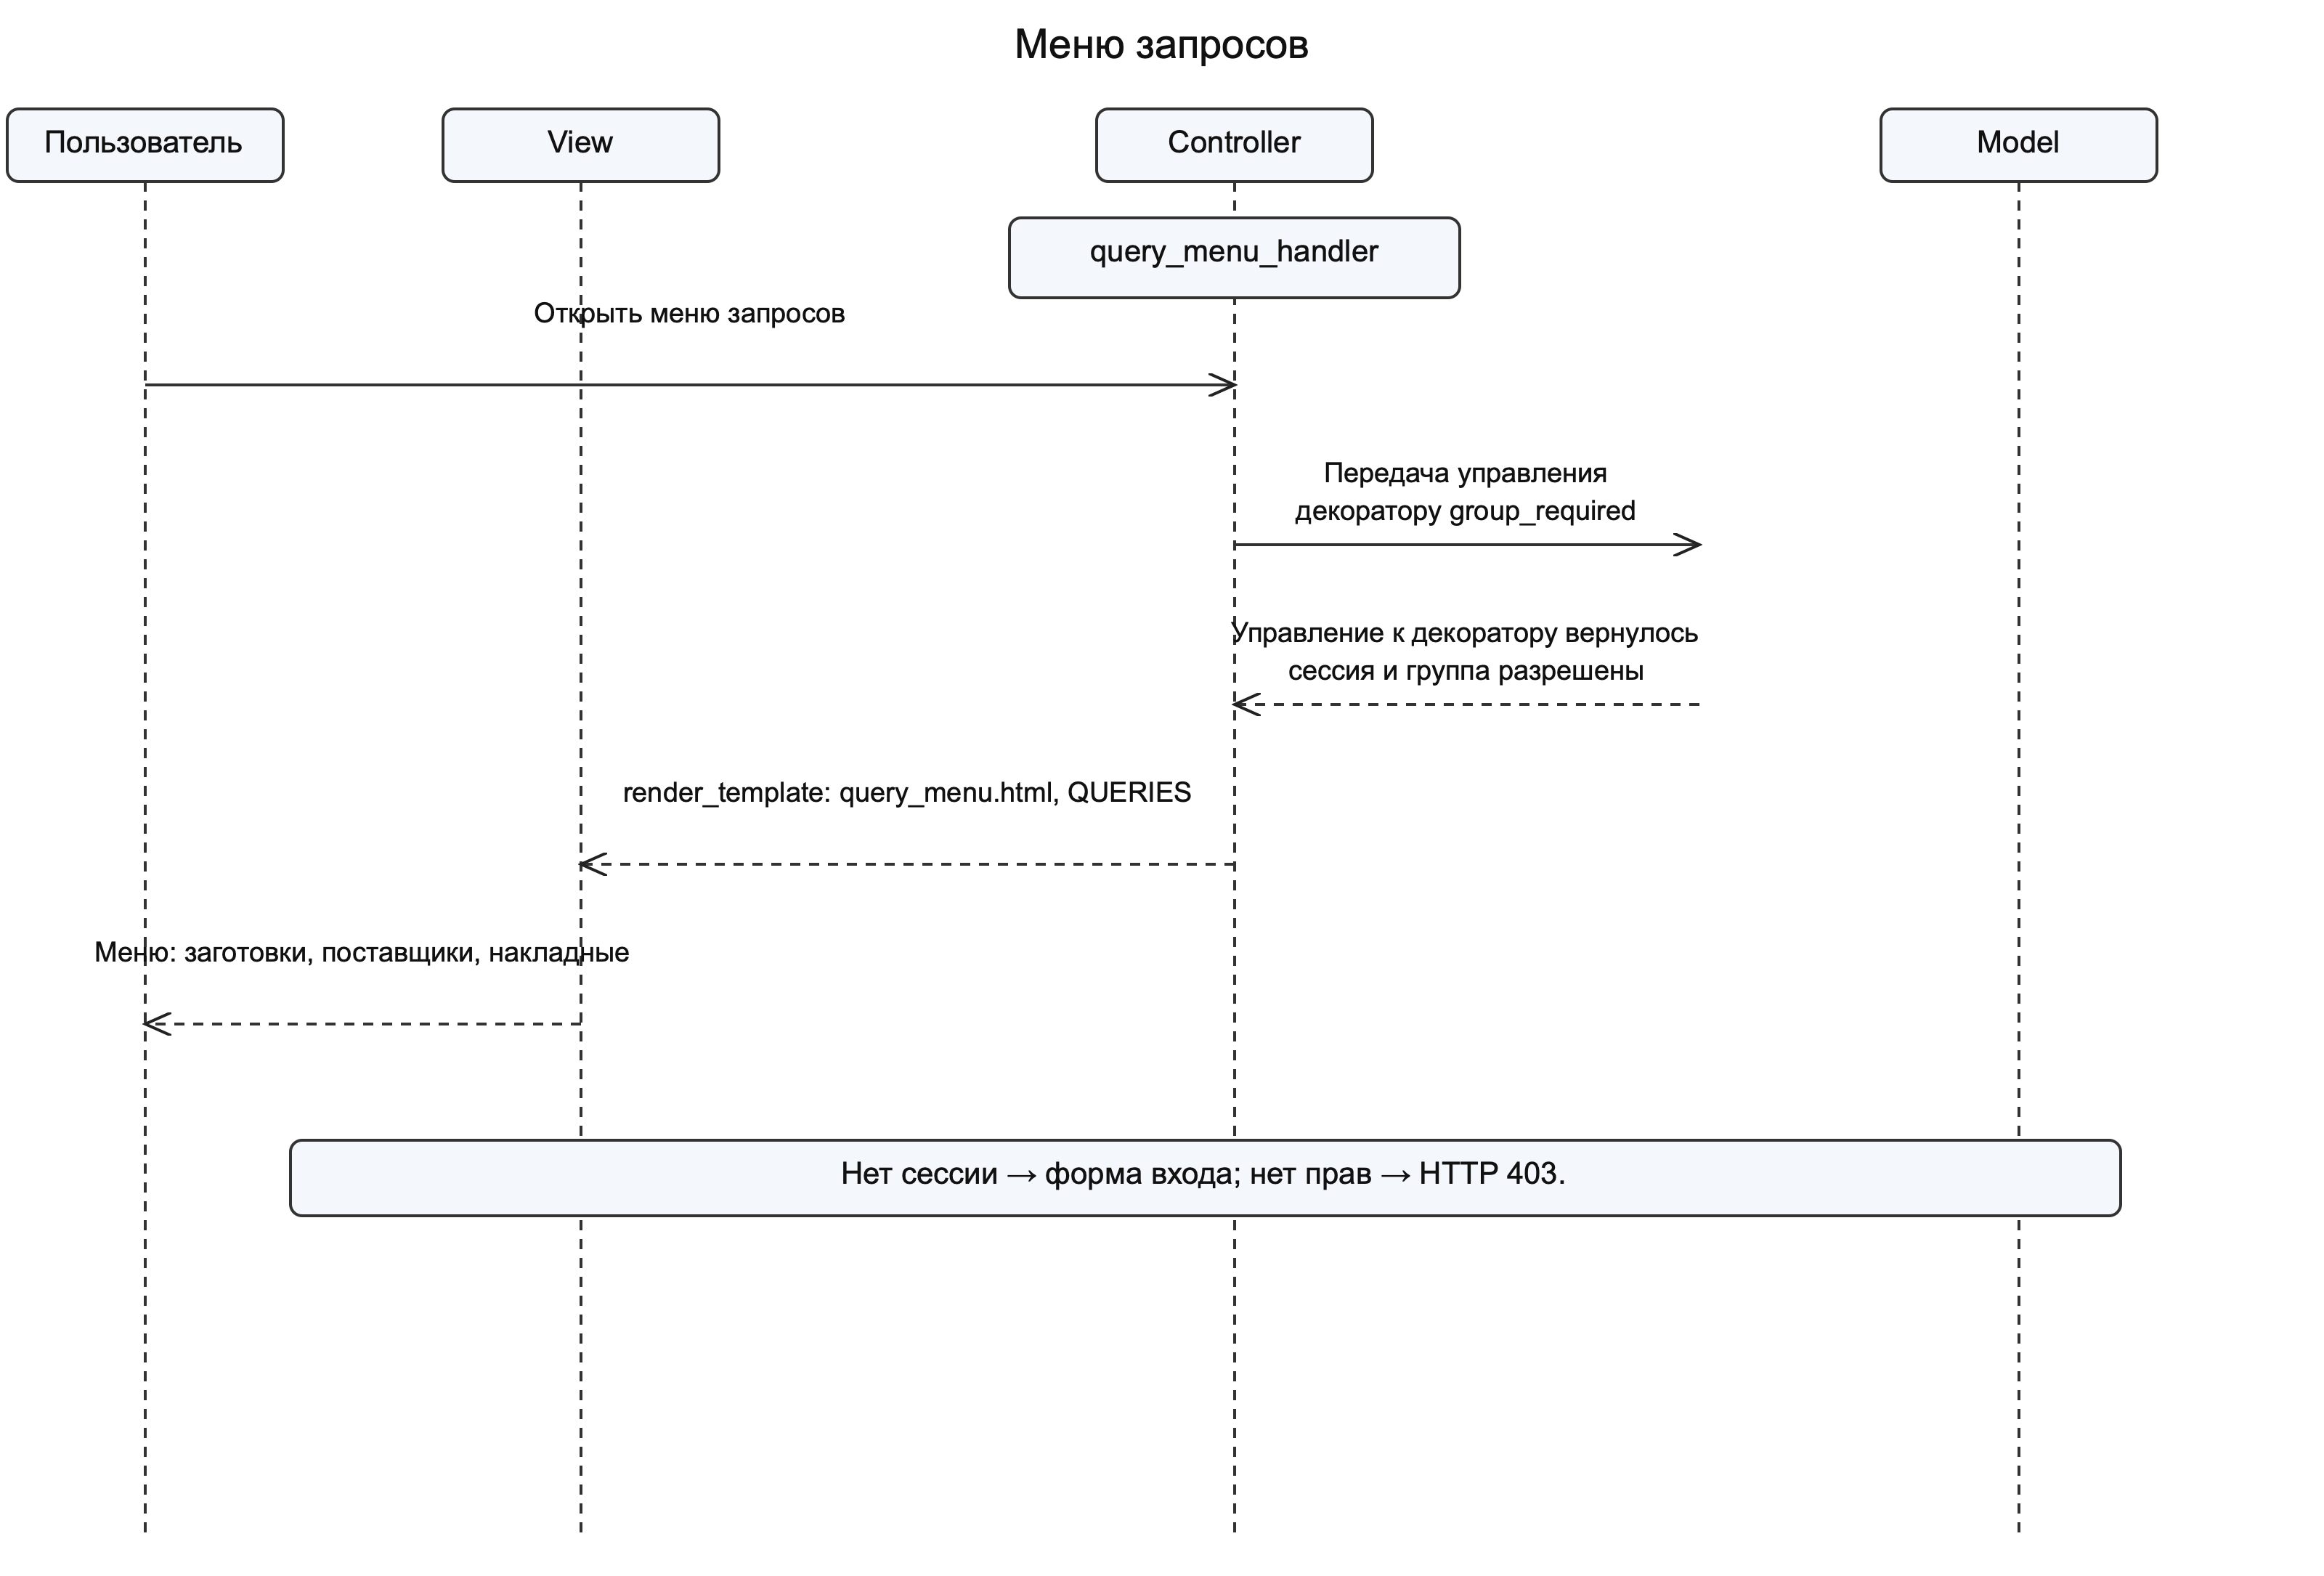 Меню запросов
Пользователь
View
Controller
Model
query_menu_handler
Открыть меню запросов
Передача управления
декоратору group_required
Управление к декоратору вернулось
сессия и группа разрешены
render_template: query_menu.html, QUERIES
Меню: заготовки, поставщики, накладные
Нет сессии → форма входа; нет прав → HTTP 403.